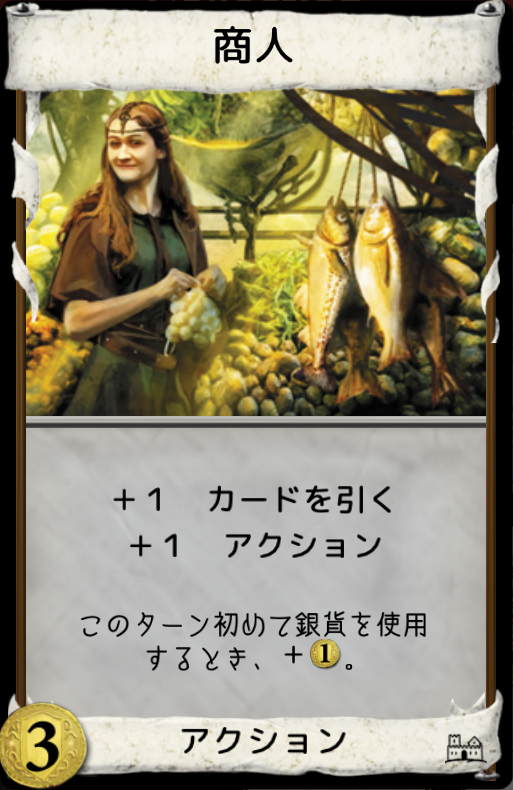 商人
＋１　カードを引く
＋１　アクション
このターン初めて銀貨を使用
するとき、＋1。
3
アクション